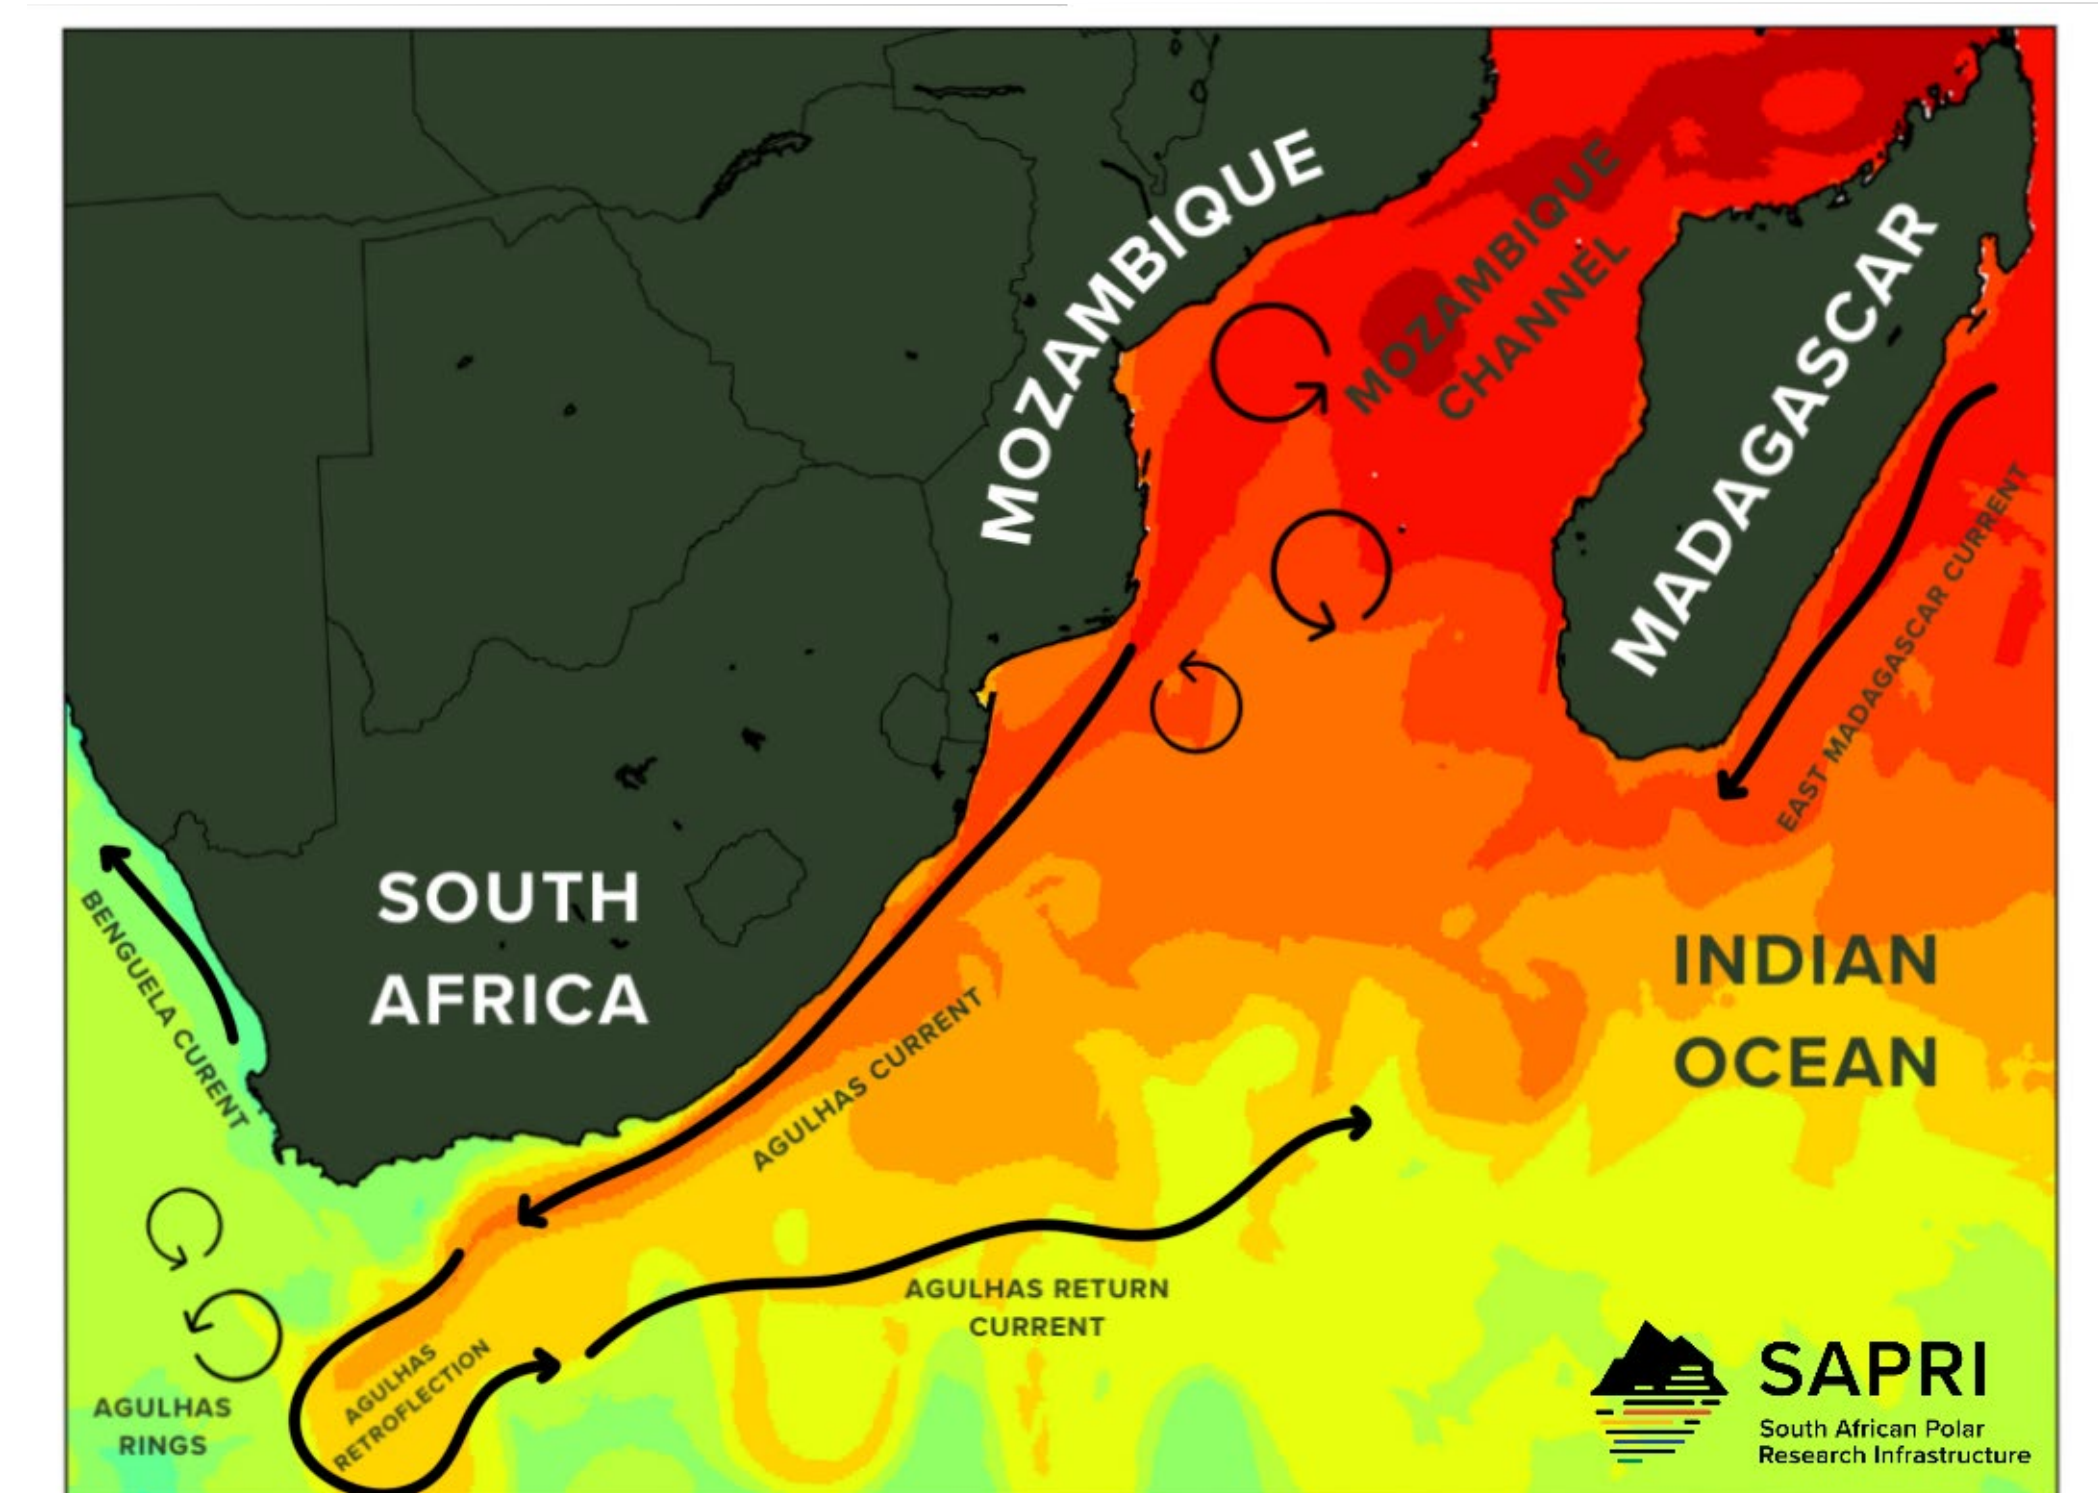 MOZAMBIQUE
MOZAMBIQUE
CHANNEL
MADAGASCAR
EAST MADAGASCAR CURRENT
SOUTH
AFRICA
BENGUELA CURENT
INDIAN
OCEAN
AGULHAS CURRENT
AGULHAS RETURN
CURRENT
AGULHAS
RETROFLECTION
AGULHAS
RINGS
SAPRI
South African Polar
Research Infrastructure